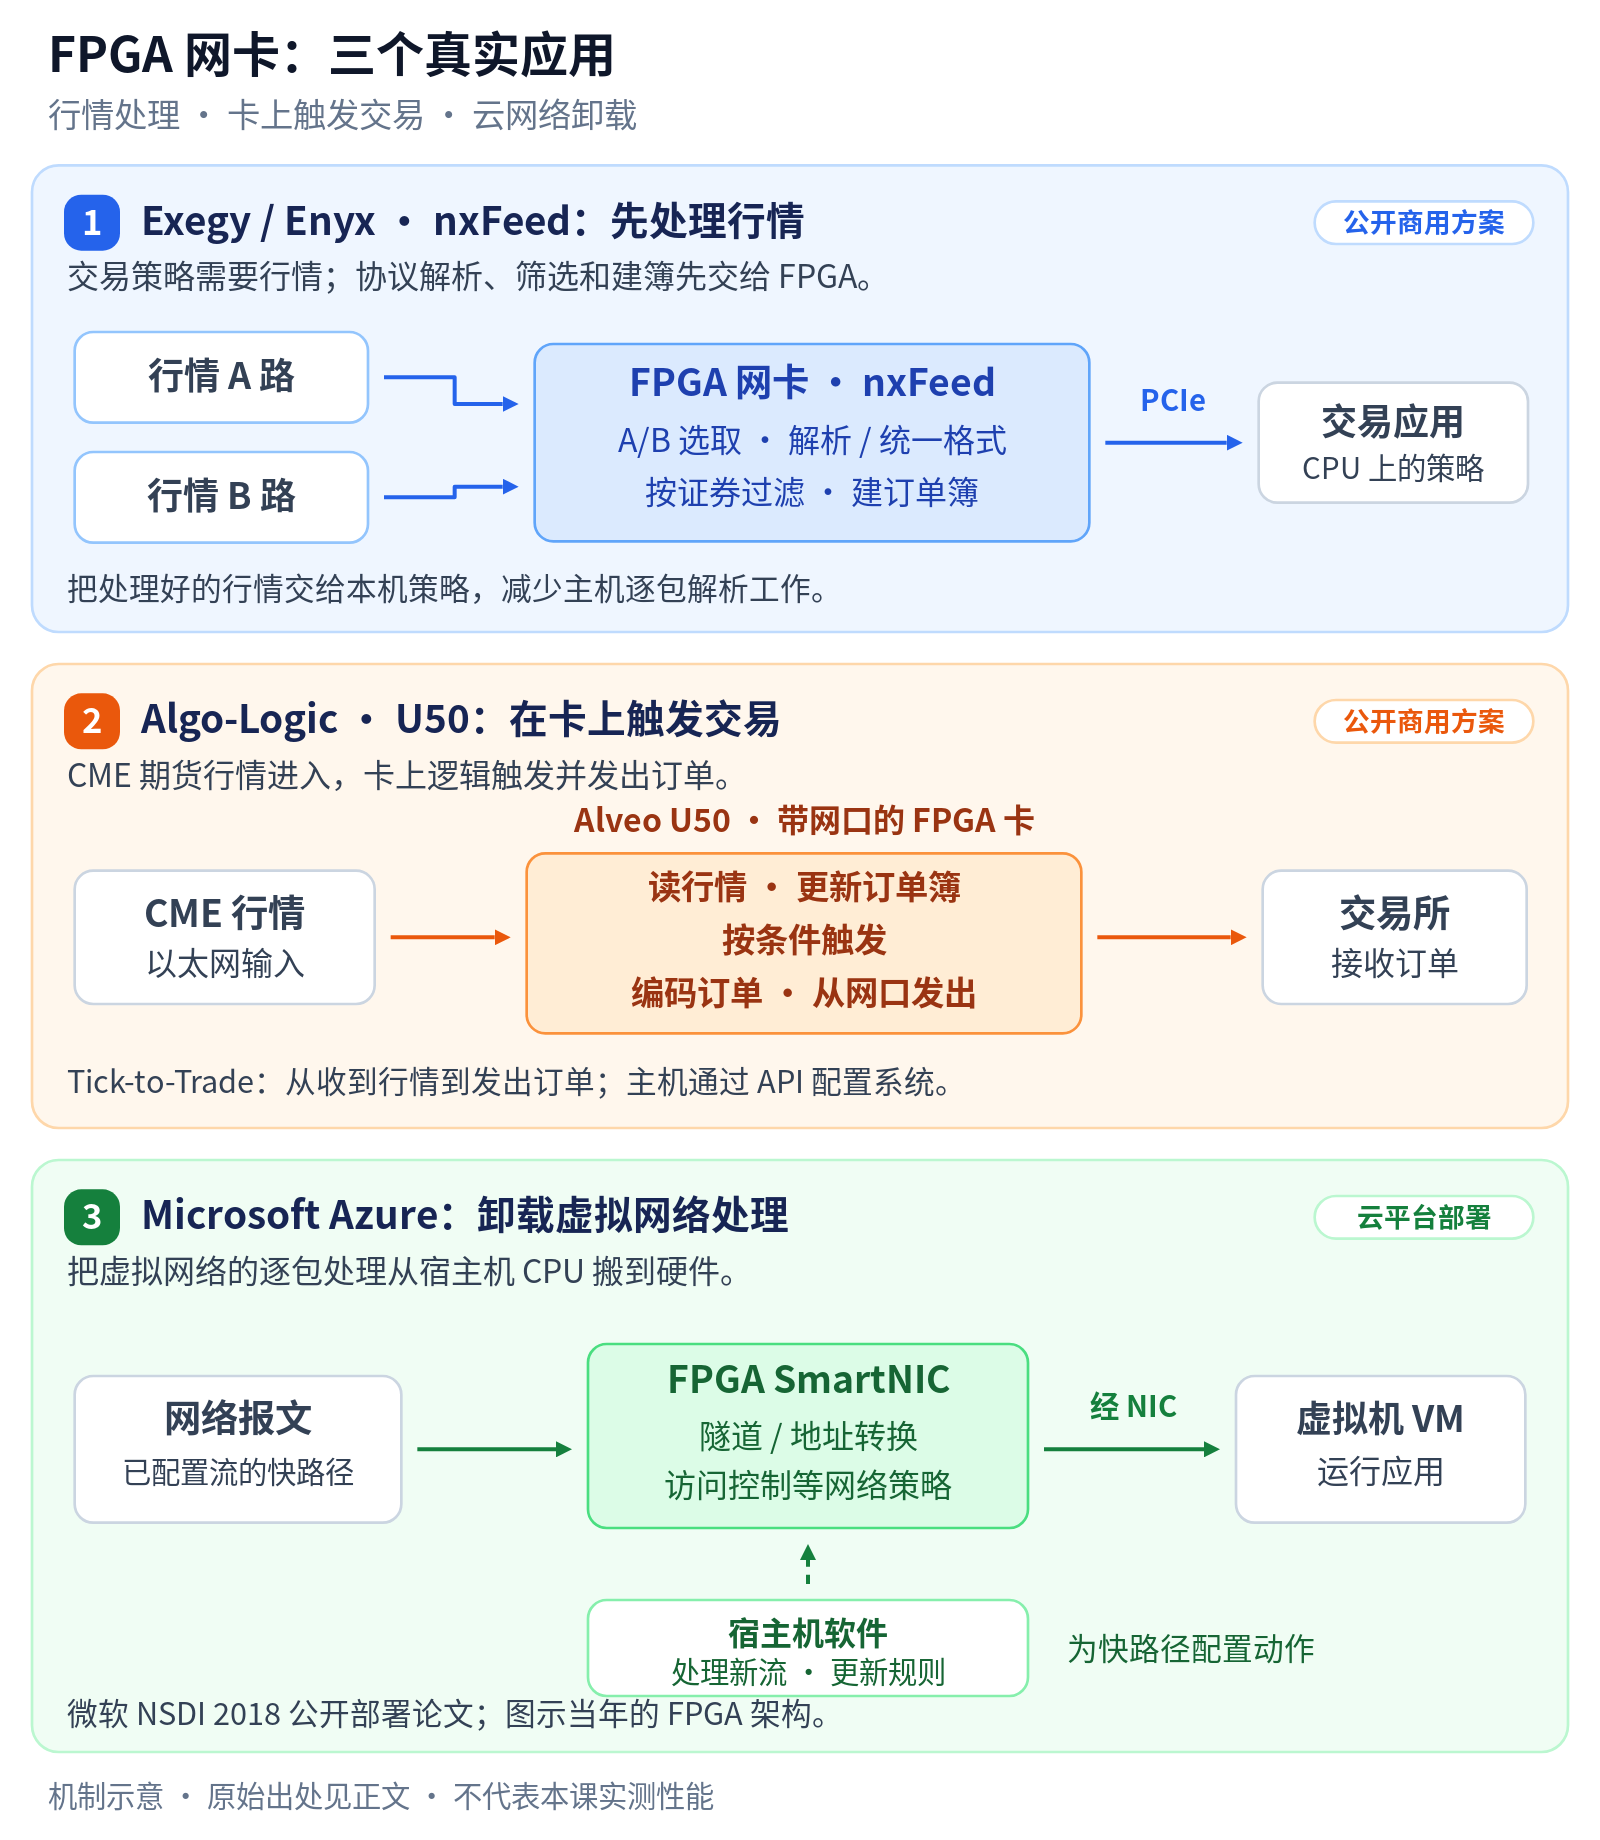 FPGA 网卡：三个真实应用
行情处理 · 卡上触发交易 · 云网络卸载
1 Exegy / Enyx · nxFeed：先处理行情
公开商用方案
交易策略需要行情；协议解析、筛选和建簿先交给 FPGA。
行情 A 路
行情 B 路
FPGA 网卡 · nxFeed
A/B 选取 · 解析 / 统一格式
按证券过滤 · 建订单簿
PCIe
交易应用
CPU 上的策略
把处理好的行情交给本机策略，减少主机逐包解析工作。
2 Algo-Logic · U50：在卡上触发交易
公开商用方案
CME 期货行情进入，卡上逻辑触发并发出订单。
Alveo U50 · 带网口的 FPGA 卡
CME 行情
以太网输入
读行情 · 更新订单簿
按条件触发
编码订单 · 从网口发出
交易所
接收订单
Tick-to-Trade：从收到行情到发出订单；主机通过 API 配置系统。
3 Microsoft Azure：卸载虚拟网络处理
云平台部署
把虚拟网络的逐包处理从宿主机 CPU 搬到硬件。
网络报文
已配置流的快路径
FPGA SmartNIC
隧道 / 地址转换
访问控制等网络策略
经 NIC
虚拟机 VM
运行应用
宿主机软件
处理新流 · 更新规则
为快路径配置动作
微软 NSDI 2018 公开部署论文；图示当年的 FPGA 架构。
机制示意 · 原始出处见正文 · 不代表本课实测性能